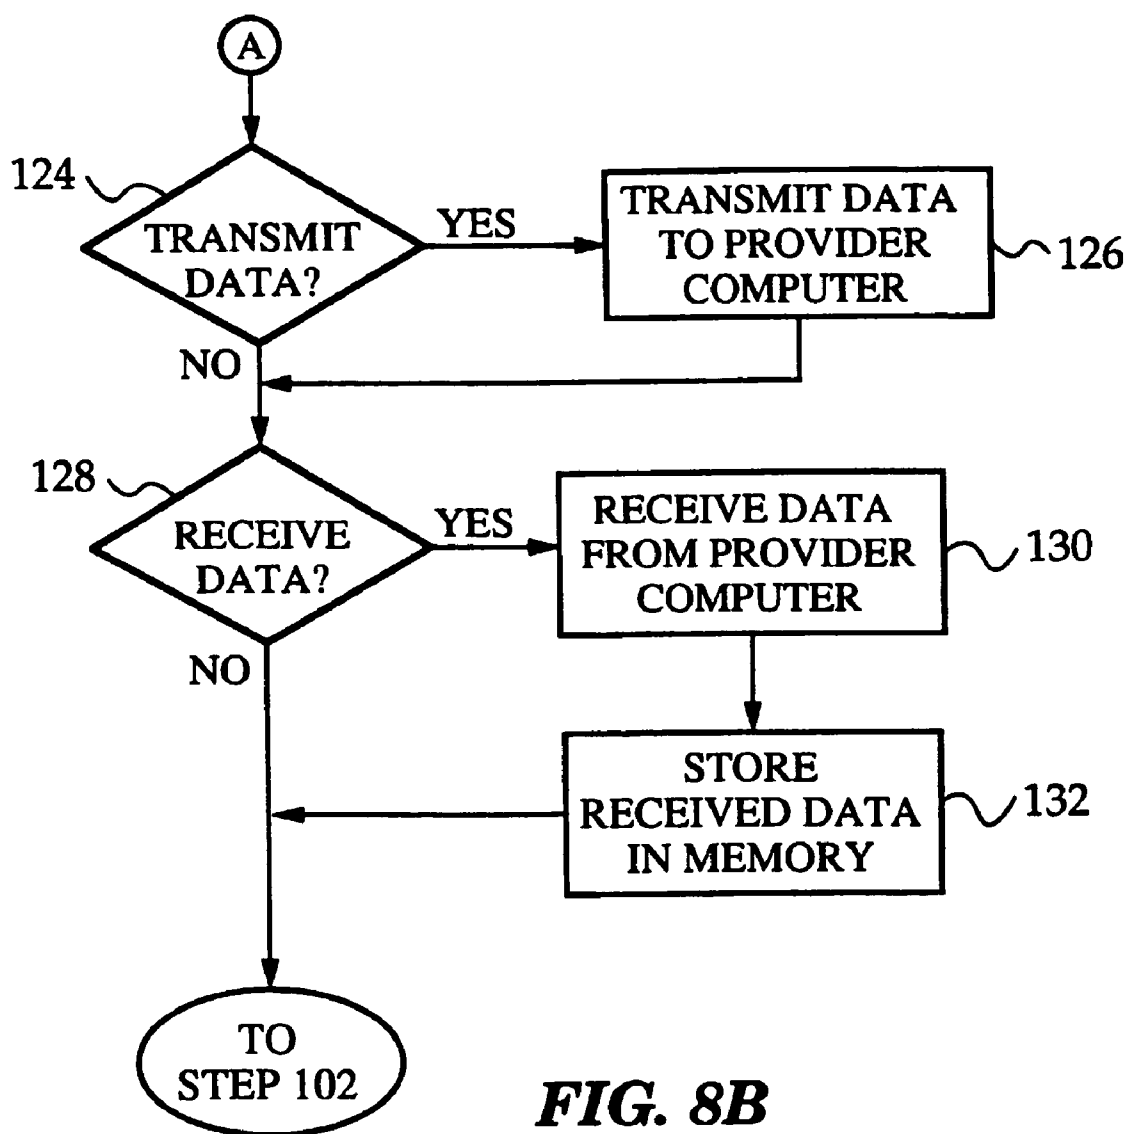 A
124
TRANSMIT
DATA?
YES
TRANSMIT DATA
TO PROVIDER
COMPUTER
126
NO
128
RECEIVE
DATA?
YES
RECEIVE DATA
FROM PROVIDER
COMPUTER
130
NO
STORE
RECEIVED DATA
IN MEMORY
132
TO
STEP 102
FIG. 8B